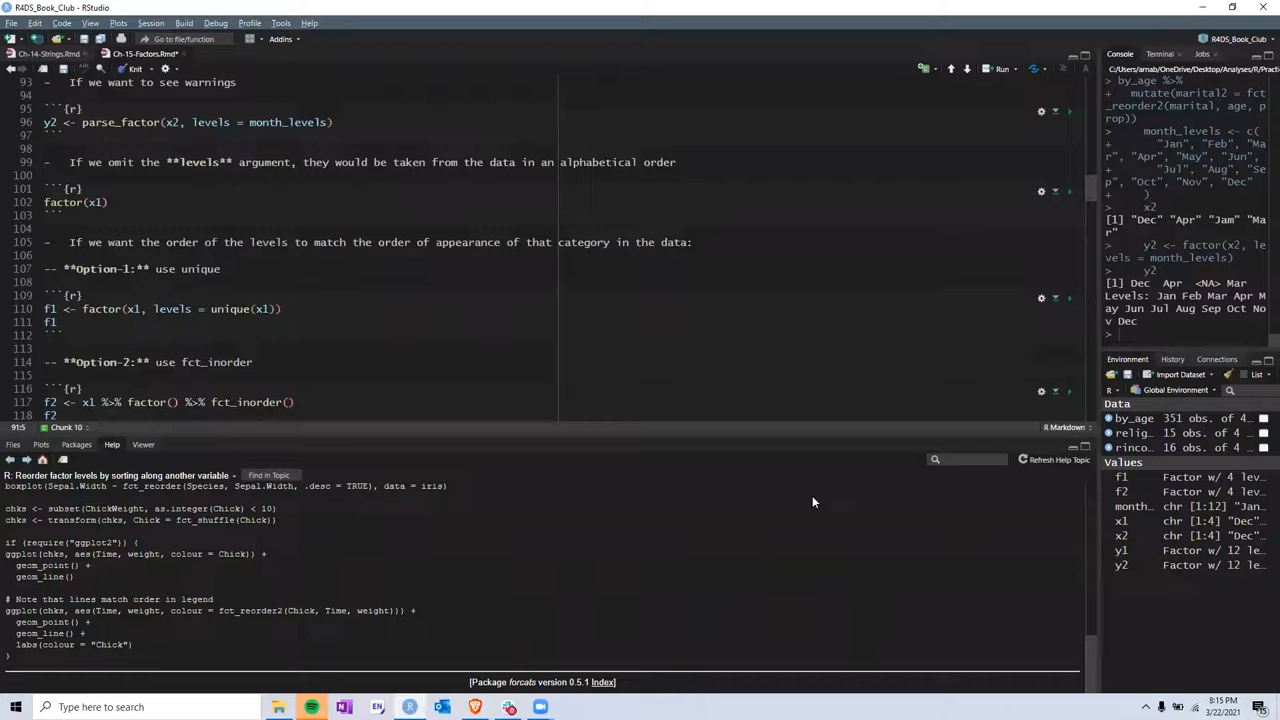 R4DS_Book_Club - RStudio
File Edit Code View Plots Session Build Debug Profile Tools Help
Go to file/function Addins R4DS_Book_Club
Ch-14-Strings.Rmd Ch-15-Factors.Rmd*
Knit Run
93 - If we want to see warnings
94
95 ```{r}
96 y2 <- parse_factor(x2, levels = month_levels)
97 ```
98
99 - If we omit the **levels** argument, they would be taken from the data in an alphabetical order
100
101 ```{r}
102 factor(x1)
103 ```
104
105 - If we want the order of the levels to match the order of appearance of that category in the data:
106
107 -- **Option-1:** use unique
108
109 ```{r}
110 f1 <- factor(x1, levels = unique(x1))
111 f1
112 ```
113
114 -- **Option-2:** use fct_inorder
115
116 ```{r}
117 f2 <- x1 %>% factor() %>% fct_inorder()
118 f2
91:5 Chunk 10 R Markdown
Files Plots Packages Help Viewer
Refresh Help Topic
R: Reorder factor levels by sorting along another variable Find in Topic
boxplot(Sepal.Width ~ fct_reorder(Species, Sepal.Width, .desc = TRUE), data = iris)
chks <- subset(ChickWeight, as.integer(Chick) < 10)
chks <- transform(chks, Chick = fct_shuffle(Chick))
if (require("ggplot2")) {
ggplot(chks, aes(Time, weight, colour = Chick)) +
geom_point() +
geom_line()
# Note that lines match order in legend
ggplot(chks, aes(Time, weight, colour = fct_reorder2(Chick, Time, weight))) +
geom_point() +
geom_line() +
labs(colour = "Chick")
}
[Package forcats version 0.5.1 Index]
Console Terminal Jobs
C:/Users/arnab/OneDrive/Desktop/Analyses/R/Practi
by_age %>%
+ mutate(marital2 = fct
_reorder2(marital, age, p
rop))
> month_levels <- c(
+ "Jan", "Feb", "Mar
", "Apr", "May", "Jun",
+ "Jul", "Aug", "Se
p", "Oct", "Nov", "Dec"
+ )
> x2
[1] "Dec" "Apr" "Jam" "Ma
r"
> y2 <- factor(x2, le
vels = month_levels)
> y2
[1] Dec Apr <NA> Mar
Levels: Jan Feb Mar Apr M
ay Jun Jul Aug Sep Oct No
v Dec
>
Environment History Connections
Import Dataset List
R Global Environment
Data
by_age 351 obs. of 4 …
relig… 15 obs. of 4 …
rinco… 16 obs. of 4 …
Values
f1 Factor w/ 4 lev…
f2 Factor w/ 4 lev…
month… chr [1:12] "Jan…
x1 chr [1:4] "Dec"…
x2 chr [1:4] "Dec"…
y1 Factor w/ 12 le…
y2 Factor w/ 12 le…
Type here to search
8:15 PM
3/22/2021
15